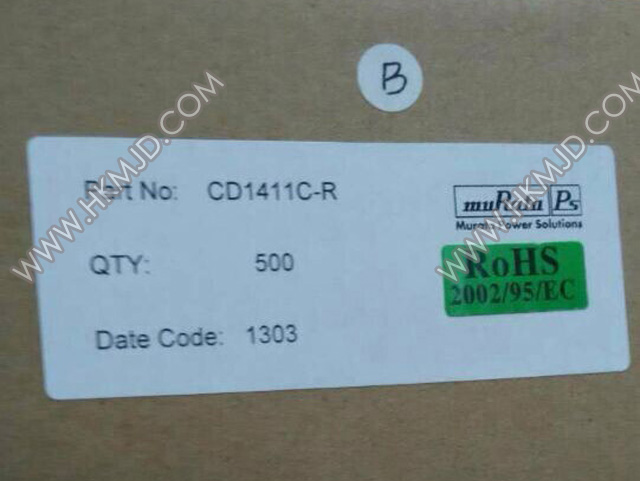 B
Part No: CD1411C-R
muRata Ps
Murata Power Solutions
QTY: 500
RoHS
2002/95/EC
Date Code: 1303
WWW.HKMJD.COM
WWW.HKMJD.COM